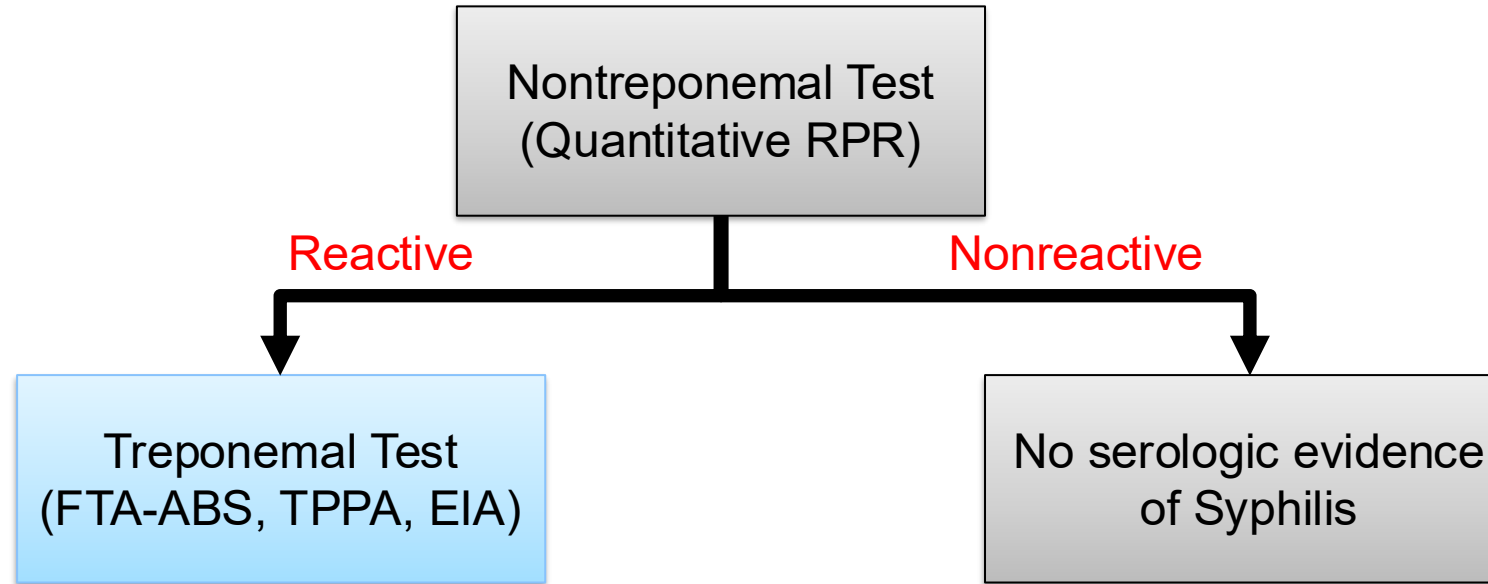 Nontreponemal Test
(Quantitative RPR)
Reactive
Nonreactive
Treponemal Test
(FTA-ABS, TPPA, EIA)
No serologic evidence
of Syphilis